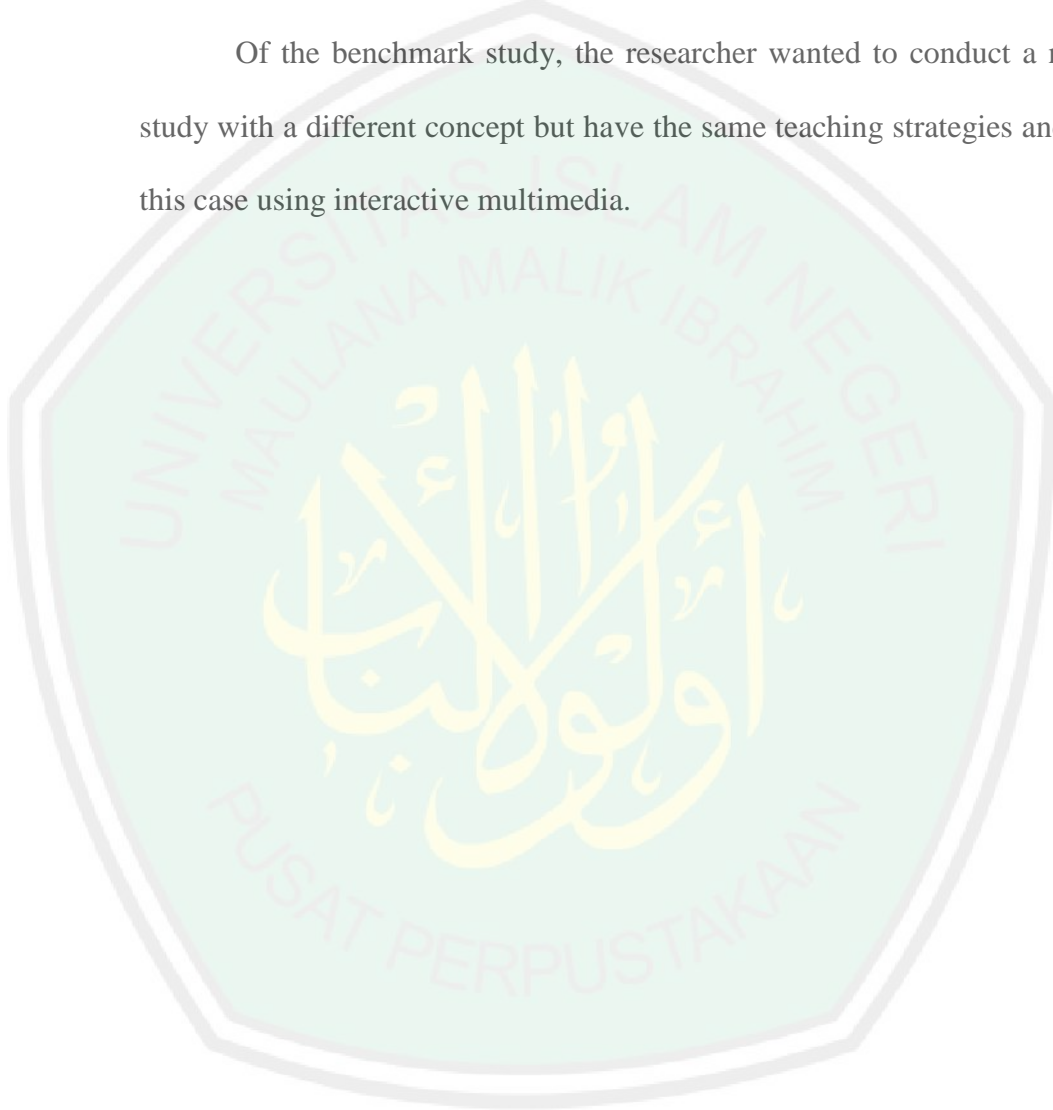 Of the benchmark study, the researcher wanted to conduct a
study with a different concept but have the same teaching strategies
this case using interactive multimedia.
UNIVERSITAS ISLAM NEGERI
MAULANA MALIK IBRAHIM
PUSAT PERPUSTAKAAN